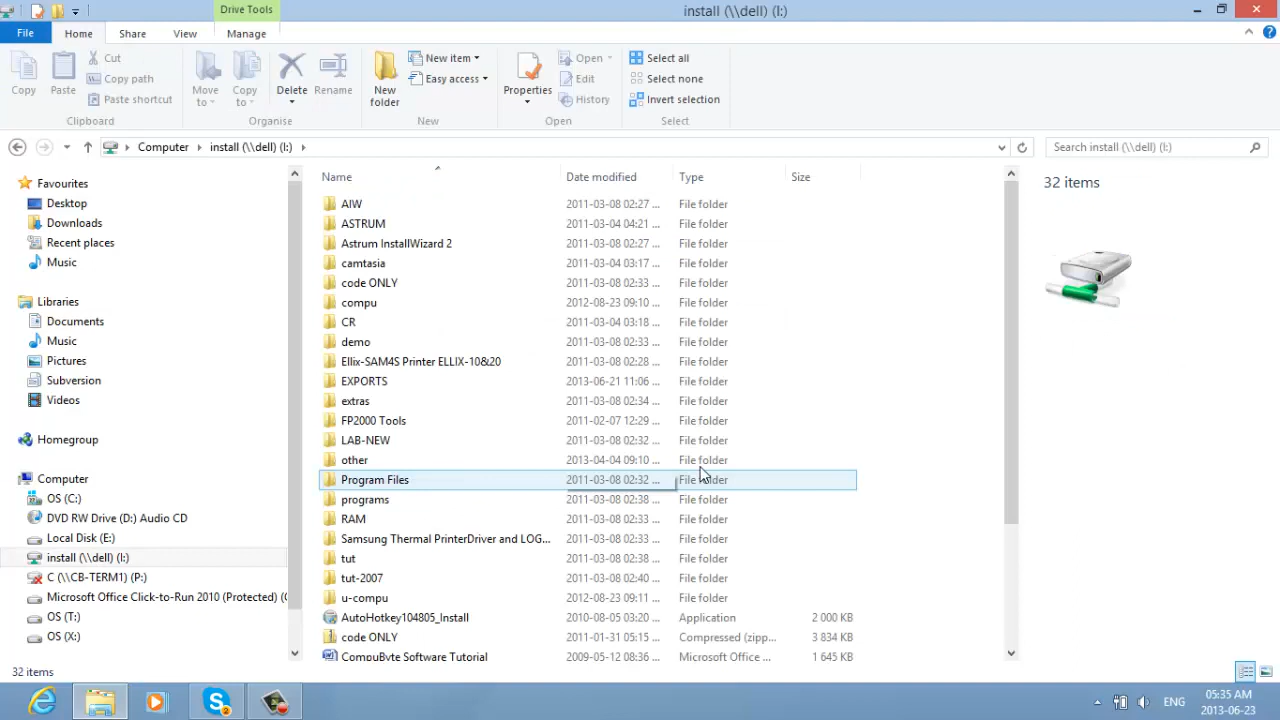 Drive Tools
install (\\dell) (I:)
File Home Share View Manage
Copy Paste Cut Copy path Paste shortcut
Move to Copy to Delete Rename
New folder New item Easy access
Properties Open Edit History
Select all Select none Invert selection
Clipboard Organise New Open Select
Computer install (\\dell) (I:)
Search install (\\dell) (I:)
Favourites
Desktop
Downloads
Recent places
Music
Libraries
Documents
Music
Pictures
Subversion
Videos
Homegroup
Computer
OS (C:)
DVD RW Drive (D:) Audio CD
Local Disk (E:)
install (\\dell) (I:)
C (\\CB-TERM1) (P:)
Microsoft Office Click-to-Run 2010 (Protected) (
OS (T:)
OS (X:)
Name Date modified Type Size
AIW 2011-03-08 02:27 ... File folder
ASTRUM 2011-03-04 04:21 ... File folder
Astrum InstallWizard 2 2011-03-08 02:27 ... File folder
camtasia 2011-03-04 03:17 ... File folder
code ONLY 2011-03-08 02:33 ... File folder
compu 2012-08-23 09:10 ... File folder
CR 2011-03-04 03:18 ... File folder
demo 2011-03-08 02:33 ... File folder
Ellix-SAM4S Printer ELLIX-10&20 2011-03-08 02:28 ... File folder
EXPORTS 2013-06-21 11:06 ... File folder
extras 2011-03-08 02:34 ... File folder
FP2000 Tools 2011-02-07 12:29 ... File folder
LAB-NEW 2011-03-08 02:32 ... File folder
other 2013-04-04 09:10 ... File folder
Program Files 2011-03-08 02:32 ... File folder
programs 2011-03-08 02:38 ... File folder
RAM 2011-03-08 02:33 ... File folder
Samsung Thermal PrinterDriver and LOG... 2011-03-08 02:33 ... File folder
tut 2011-03-08 02:38 ... File folder
tut-2007 2011-03-08 02:40 ... File folder
u-compu 2012-08-23 09:11 ... File folder
AutoHotkey104805_Install 2010-08-05 03:20 ... Application 2 000 KB
code ONLY 2011-01-31 05:15 ... Compressed (zipp... 3 834 KB
CompuByte Software Tutorial 2009-05-12 08:36 ... Microsoft Office ... 1 645 KB
32 items
32 items
2
ENG
05:35 AM
2013-06-23